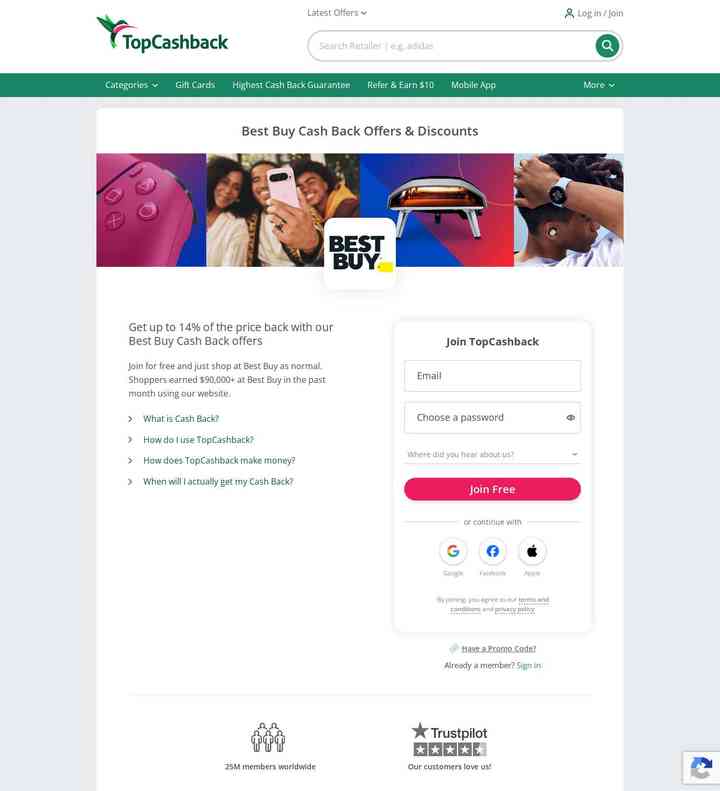 TopCashback
Latest Offers
Log in / Join
Search Retailer | e.g. adidas
Categories
Gift Cards
Highest Cash Back Guarantee
Refer & Earn $10
Mobile App
More
Best Buy Cash Back Offers & Discounts
BEST
BUY
Get up to 14% of the price back with our
Best Buy Cash Back offers
Join for free and just shop at Best Buy as normal.
Shoppers earned $90,000+ at Best Buy in the past
month using our website.
What is Cash Back?
How do I use TopCashback?
How does TopCashback make money?
When will I actually get my Cash Back?
Join TopCashback
Email
Choose a password
Where did you hear about us?
Join Free
or continue with
Google
Facebook
Apple
By joining, you agree to our terms and
conditions and privacy policy
Have a Promo Code?
Already a member? Sign in
25M members worldwide
Trustpilot
Our customers love us!